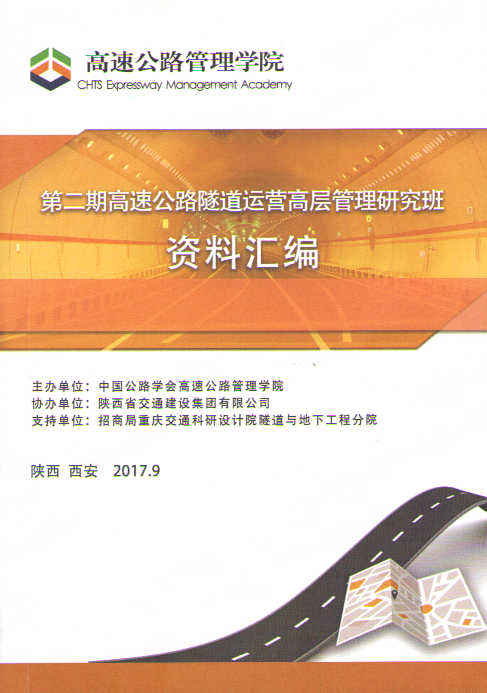 高速公路管理学院
CHTS Expressway Management Academy
第二期高速公路隧道运营高层管理研究班
资料汇编
主办单位：中国公路学会高速公路管理学院
协办单位：陕西省交通建设集团有限公司
支持单位：招商局重庆交通科研设计院隧道与地下工程分院
陕西 西安 2017.9